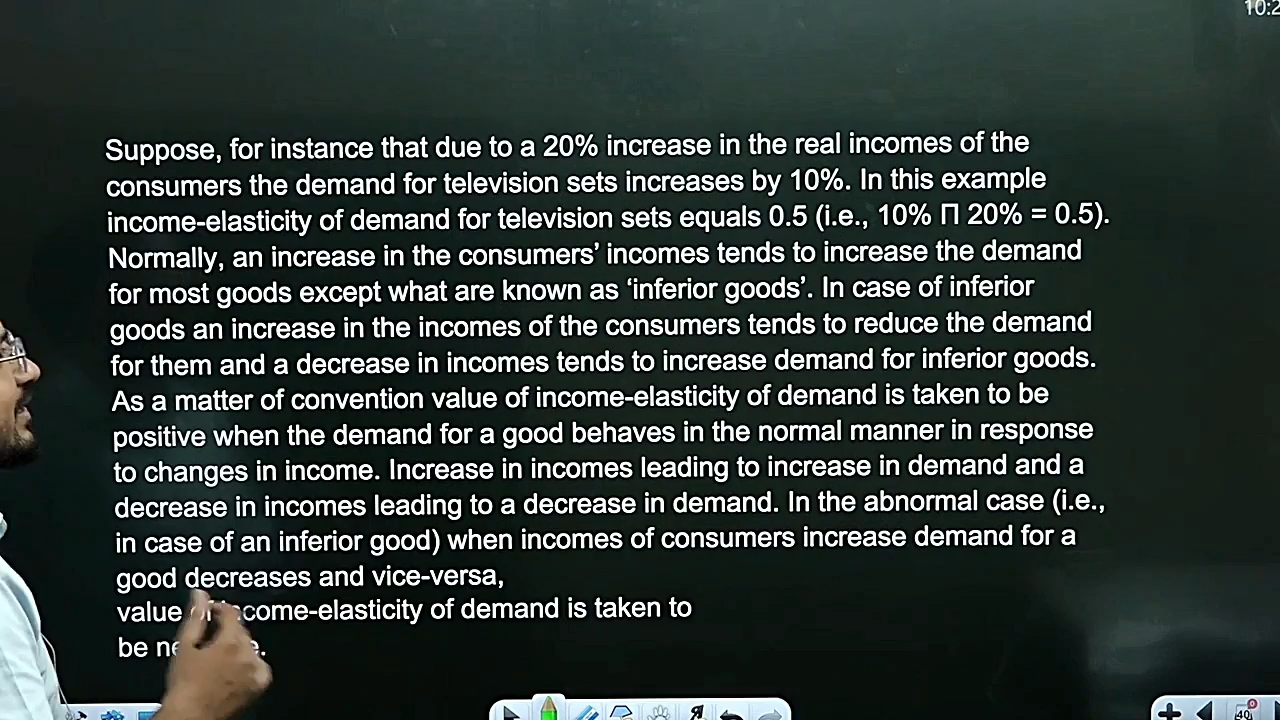 10:2
Suppose, for instance that due to a 20% increase in the real incomes of the
consumers the demand for television sets increases by 10%. In this example
income-elasticity of demand for television sets equals 0.5 (i.e., 10% Π 20% = 0.5).
Normally, an increase in the consumers’ incomes tends to increase the demand
for most goods except what are known as ‘inferior goods’. In case of inferior
goods an increase in the incomes of the consumers tends to reduce the demand
for them and a decrease in incomes tends to increase demand for inferior goods.
As a matter of convention value of income-elasticity of demand is taken to be
positive when the demand for a good behaves in the normal manner in response
to changes in income. Increase in incomes leading to increase in demand and a
decrease in incomes leading to a decrease in demand. In the abnormal case (i.e.,
in case of an inferior good) when incomes of consumers increase demand for a
good decreases and vice-versa,
value of income-elasticity of demand is taken to
be
40